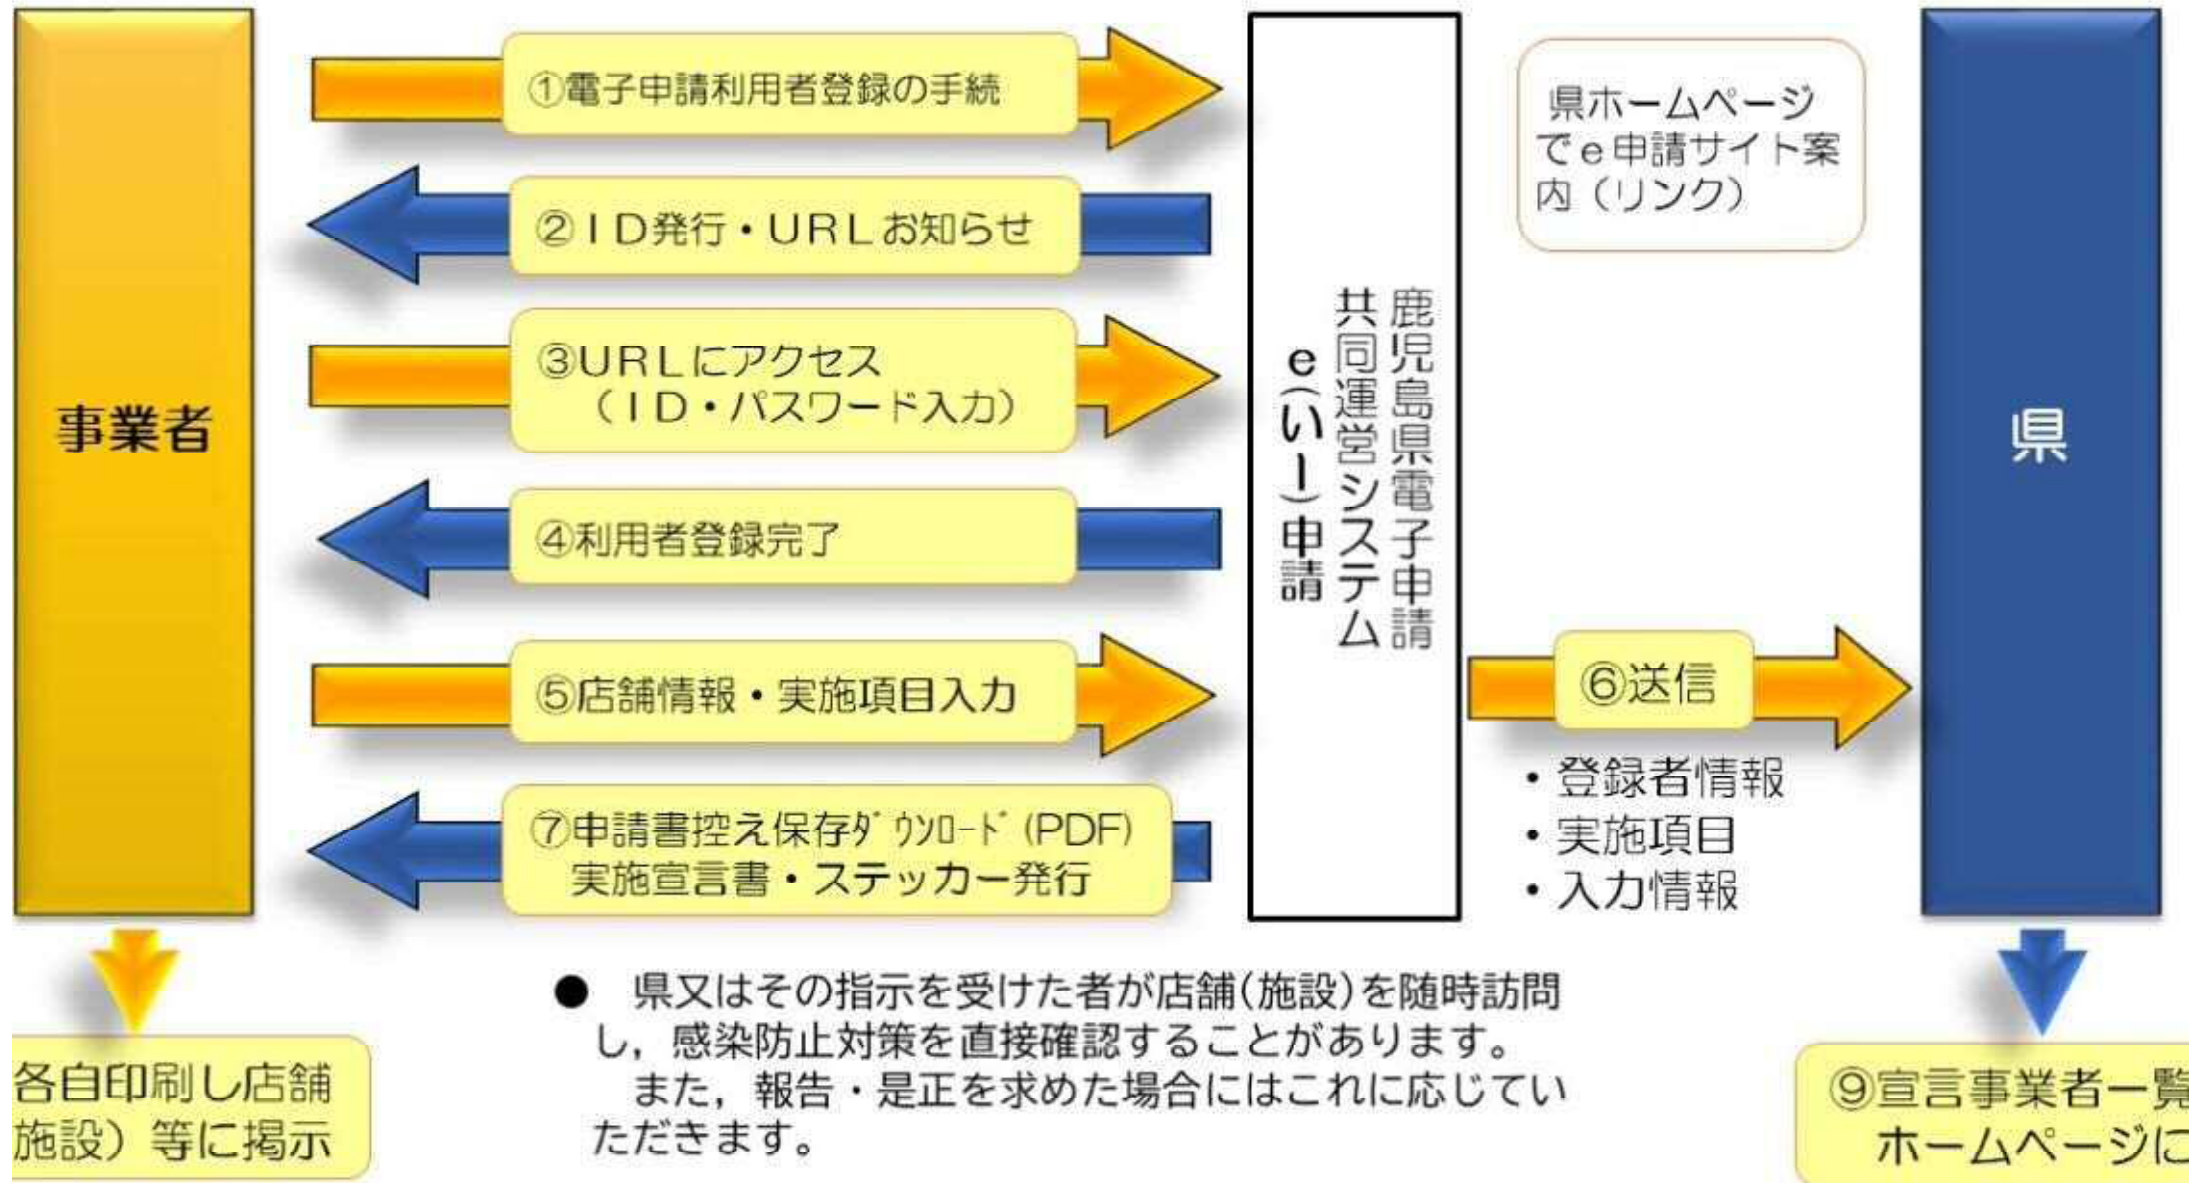 事業者
①電子申請利用者登録の手続
②ID発行・URLお知らせ
③URLにアクセス
（ID・パスワード入力）
④利用者登録完了
⑤店舗情報・実施項目入力
⑦申請書控え保存ﾀﾞｳﾝﾛｰﾄﾞ(PDF)
実施宣言書・ステッカー発行
鹿児島県電子申請
共同運営システム
e(いー)申請
県ホームページ
でe申請サイト案
内（リンク）
⑥送信
・登録者情報
・実施項目
・入力情報
県
各自印刷し店舗
施設）等に掲示
● 県又はその指示を受けた者が店舗(施設)を随時訪問
し，感染防止対策を直接確認することがあります。
また，報告・是正を求めた場合にはこれに応じてい
ただきます。
⑨宣言事業者一覧
ホームページに